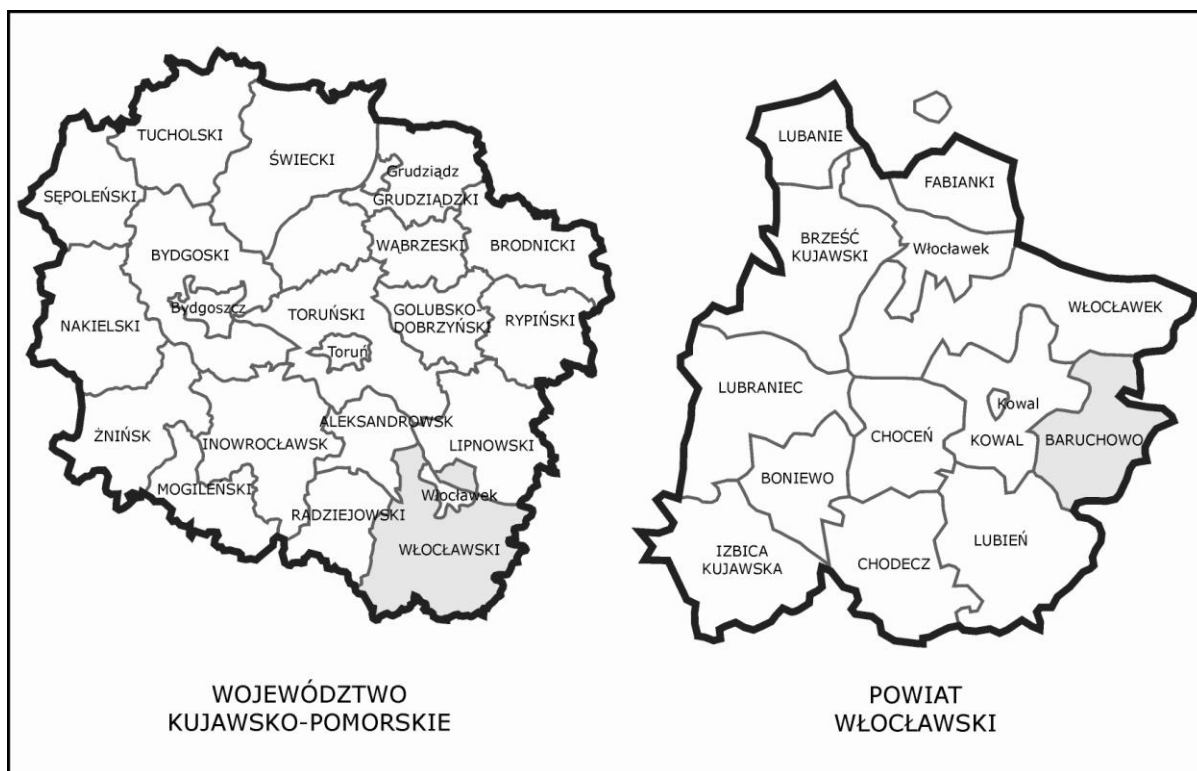 TUCHOLSKI
ŚWIECKI
Grudziądz
GRUDZIĄDZKI
SĘPOLEŃSKI
WĄBRZESKI
BRODNICKI
BYDGOSKI
Bydgoszcz
NAKIELSKI
TORUŃSKI
GOLUBSKO-
DOBRZYŃSKI
RYPIŃSKI
Toruń
ALEKSANDROWSK
ŻNIŃSK
INOWROCŁAWSK
LIPNOWSKI
MOGILEŃSKI
Włocławek
RADZIEJOWSKI
WŁOCŁAWSKI
WOJEWÓDZTWO
KUJAWSKO-POMORSKIE
LUBANIE
FABIANKI
BRZEŚĆ
KUJAWSKI
Włocławek
WŁOCŁAWEK
LUBRANIEC
Kowal
CHOCEŃ
KOWAL
BARUCHOWO
BONIEWO
LUBIEŃ
IZBICA
KUJAWSKA
CHODECZ
POWIAT
WŁOCŁAWSKI